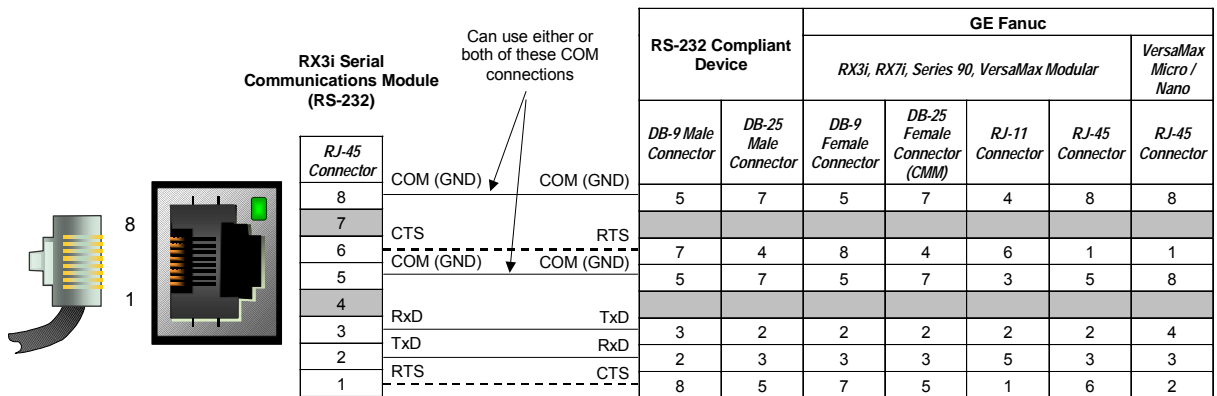 Can use either or
both of these COM
connections
RX3i Serial
Communications Module
(RS-232)
RS-232 Compliant
Device
GE Fanuc
RX3i, RX7i, Series 90, VersaMax Modular
VersaMax
Micro /
Nano
RJ-45
Connector
DB-9 Male
Connector
DB-25
Male
Connector
DB-9
Female
Connector
DB-25
Female
Connector
(CMM)
RJ-11
Connector
RJ-45
Connector
RJ-45
Connector
8
1
8 COM (GND) COM (GND) 5 7 5 7 4 8 8
7
6 CTS RTS 7 4 8 4 6 1 1
5 COM (GND) COM (GND) 5 7 5 7 3 5 8
4
3 RxD TxD 3 2 2 2 2 2 4
2 TxD RxD 2 3 3 3 5 3 3
1 RTS CTS 8 5 7 5 1 6 2